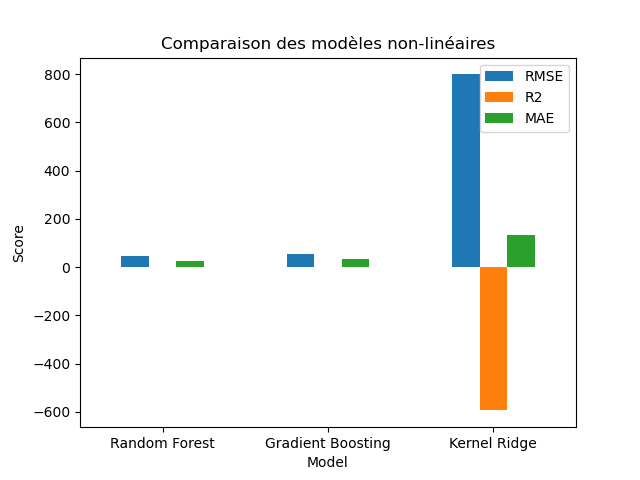 Comparaison des modèles non-linéaires
RMSE
R2
MAE
Score
800
600
400
200
0
−200
−400
−600
Random Forest
Gradient Boosting
Kernel Ridge
Model